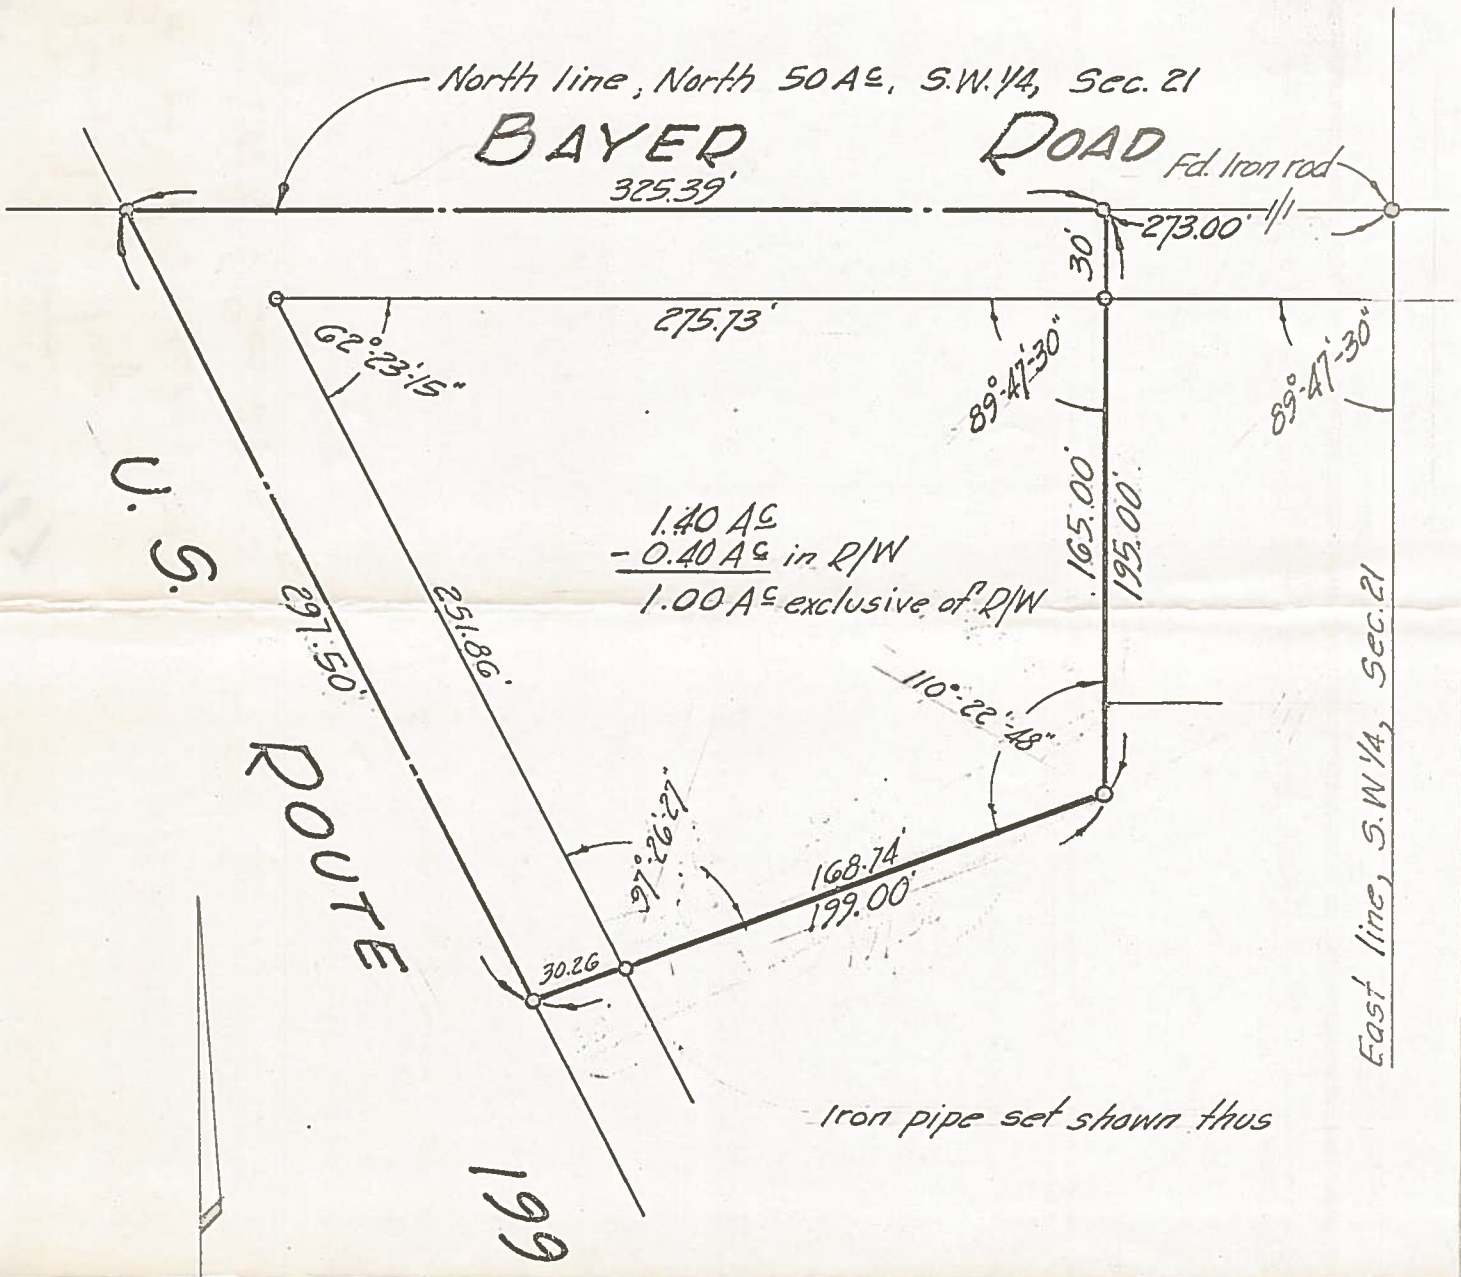 North line, North 50 Ac, S.W. 1/4, Sec. 21
BAYER ROAD
Fd. Iron rod
325.39'
273.00'
30'
275.73'
62°-23'-15"
89°-47'-30"
89°-47'-30"
165.00'
195.00'
1.40 Ac
- 0.40 Ac in R/W
1.00 Ac exclusive of R/W
U. S. ROUTE 199
297.50'
251.86'
110°-22'-48"
97°-26'-27"
168.74'
199.00'
30.26
East line, S.W 1/4, Sec. 21
Iron pipe set shown thus